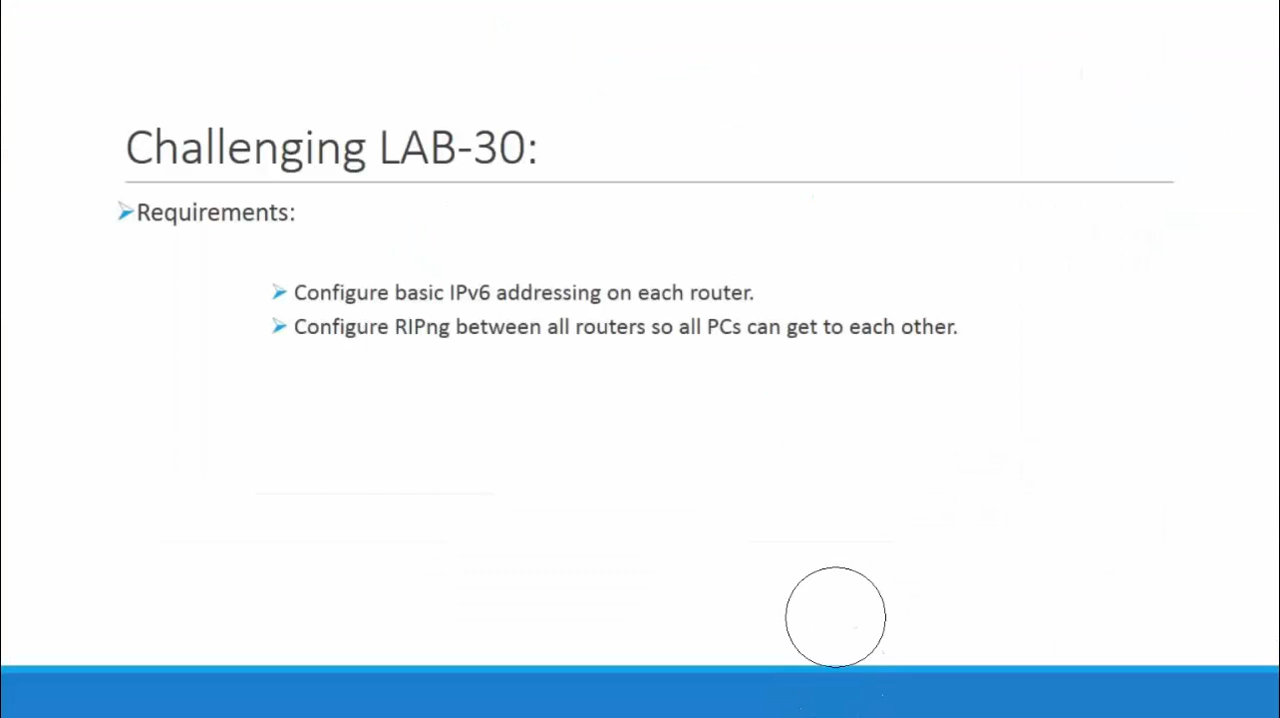 Challenging LAB-30:
Requirements:
Configure basic IPv6 addressing on each router.
Configure RIPng between all routers so all PCs can get to each other.